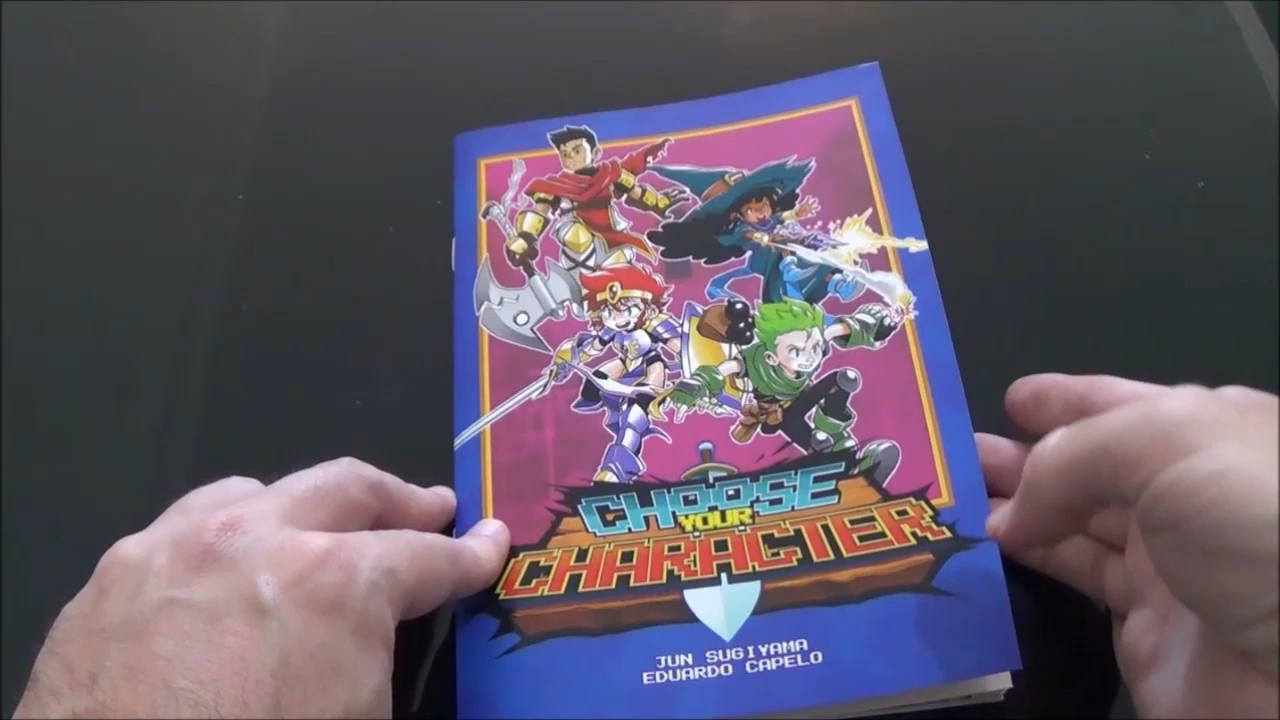 CHOOSE
YOUR
CHARACTER
JUN SUGIYAMA
EDUARDO CAPELO